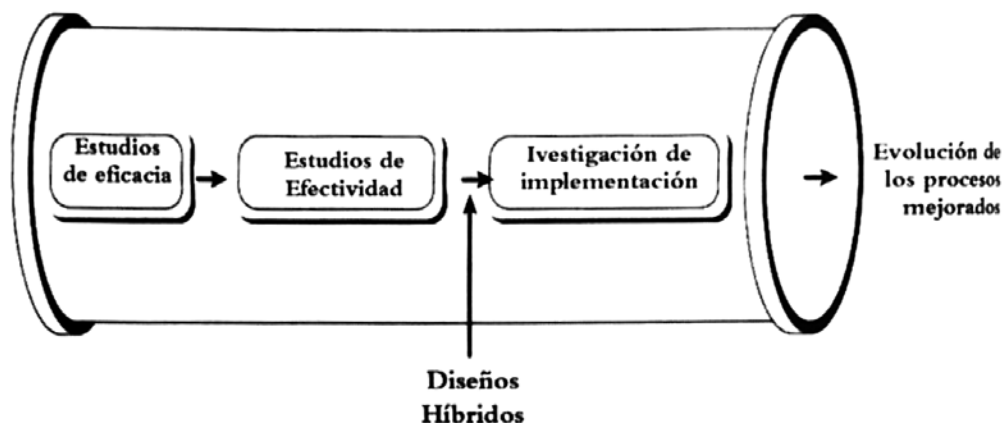 Estudios
de eficacia
Estudios de
Efectividad
Ivestigación de
implementación
Evolución de
los procesos
mejorados
Diseños
Híbridos